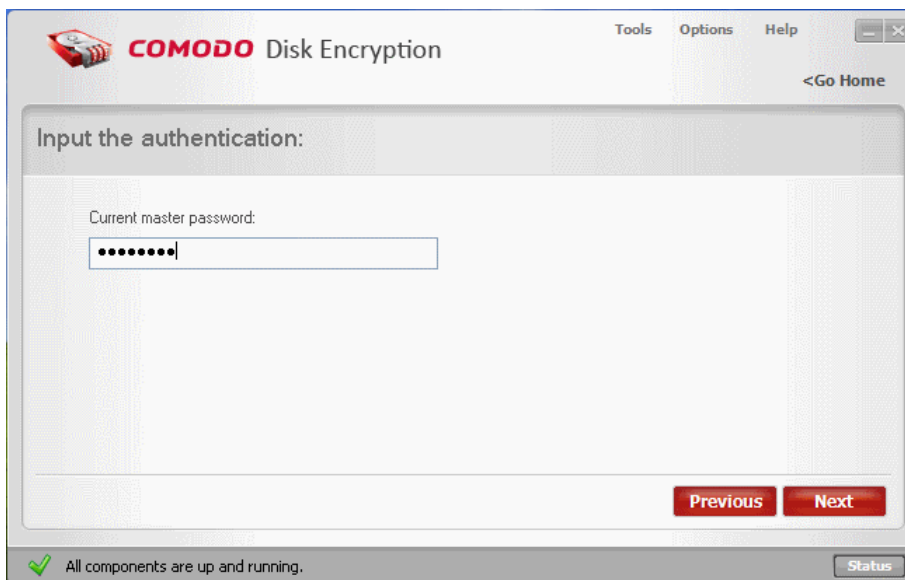 Tools Options Help
COMODO Disk Encryption
<Go Home
Input the authentication:
Current master password:
••••••••
Previous Next
All components are up and running.
Status